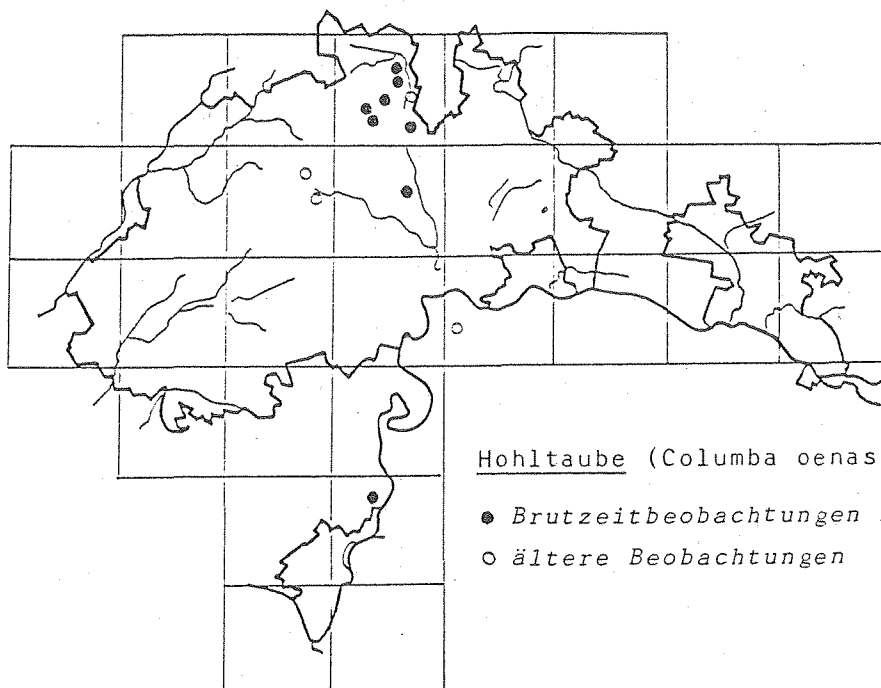 Hohltaube (Columba oenas
● Brutzeitbeobachtungen
○ ältere Beobachtungen